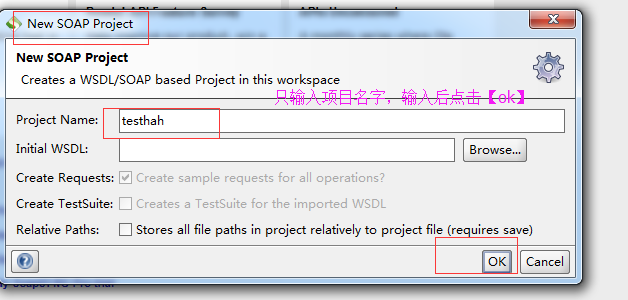 New SOAP Project
New SOAP Project
Creates a WSDL/SOAP based Project in this workspace
只输入项目名字，输入后点击【ok】
Project Name: testhah
Initial WSDL: Browse...
Create Requests: Create sample requests for all operations?
Create TestSuite: Creates a TestSuite for the imported WSDL
Relative Paths: Stores all file paths in project relatively to project file (requires save)
OK Cancel